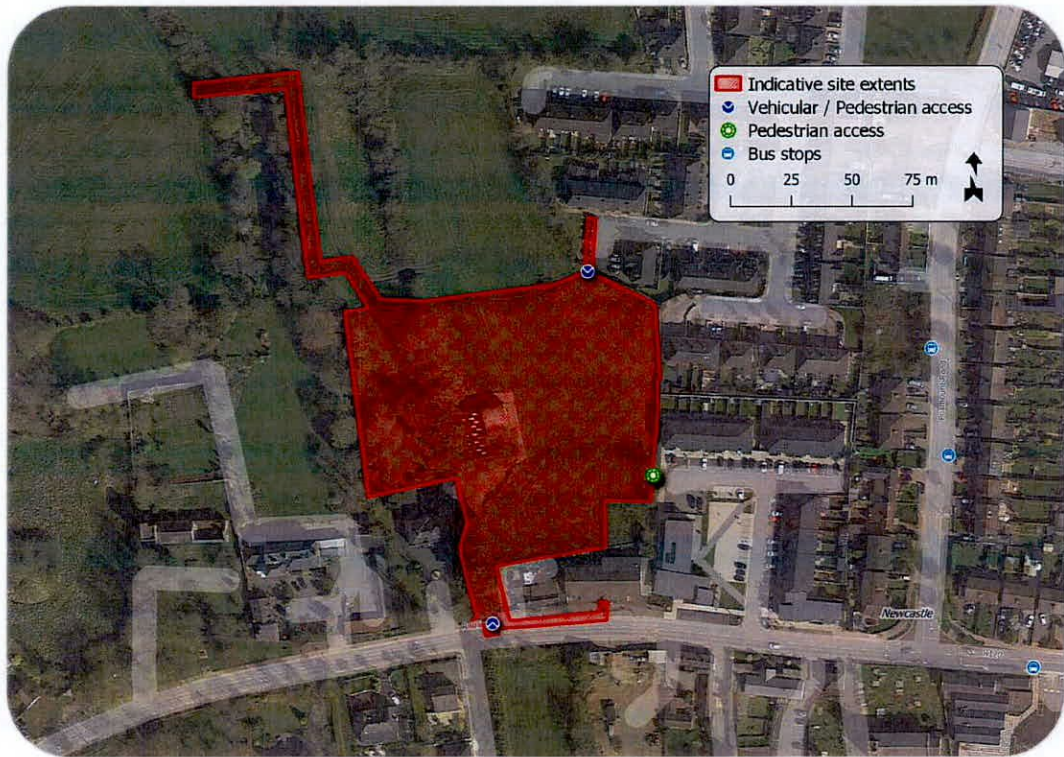 Indicative site extents
Vehicular / Pedestrian access
Pedestrian access
Bus stops
0 25 50 75 m
Newcastle